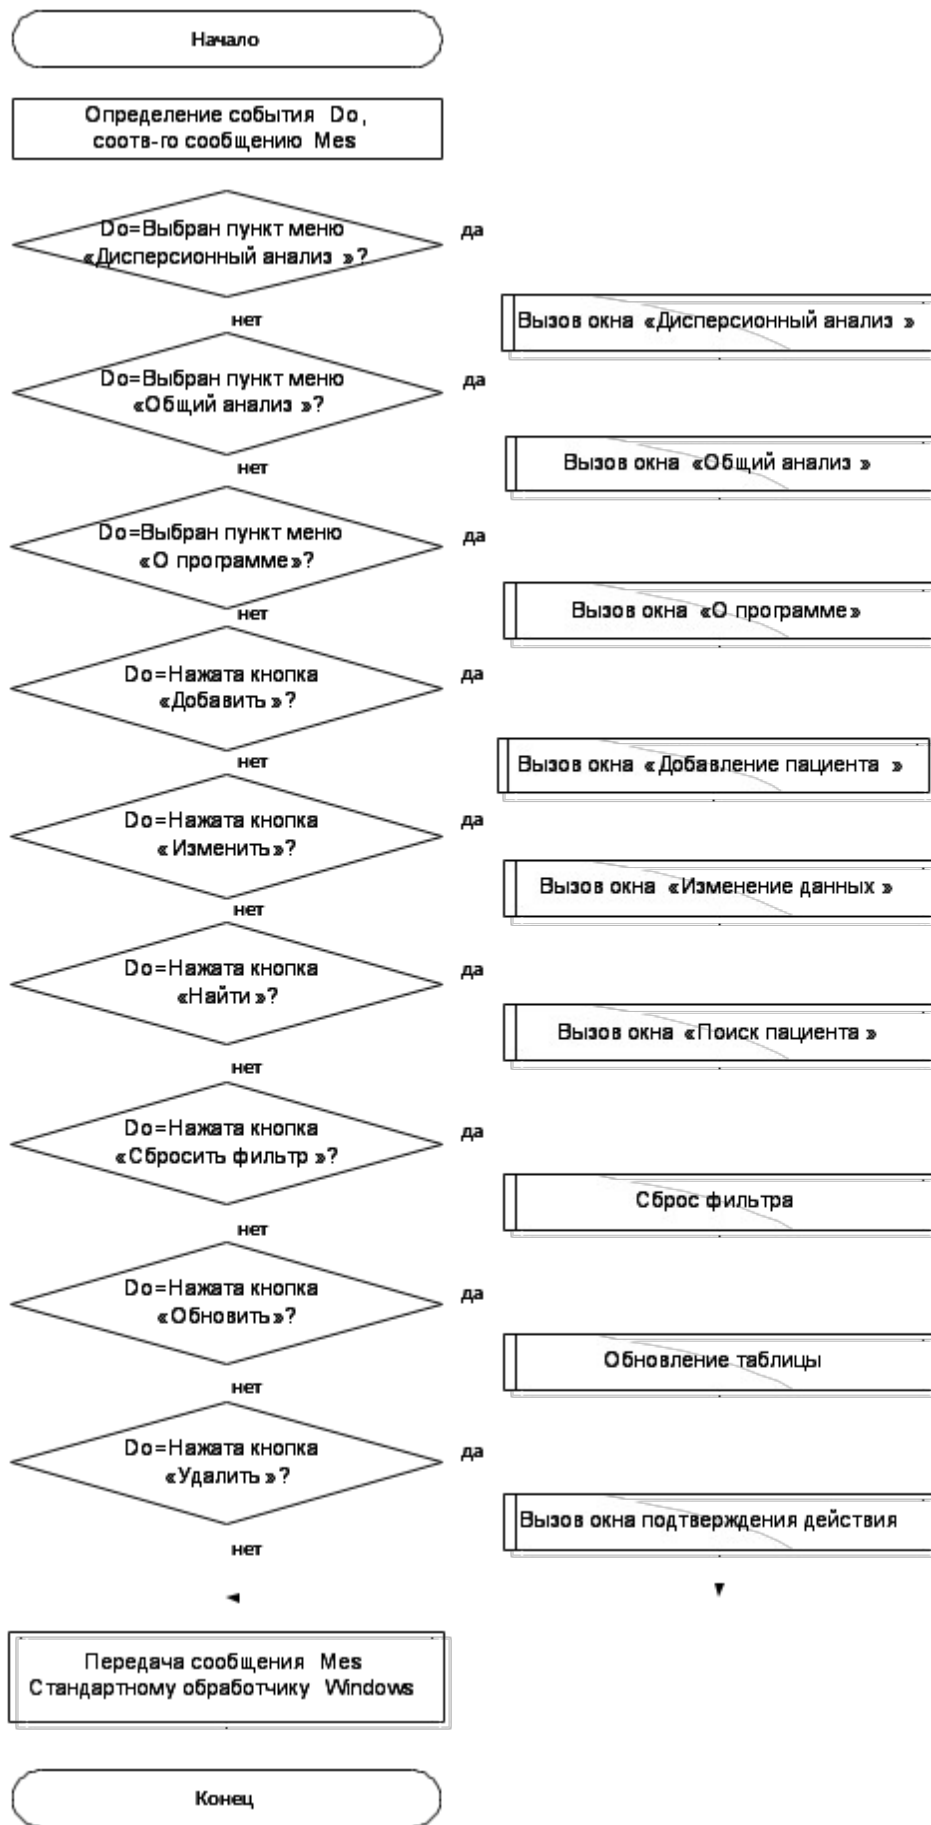 Начало
Определение события Do,
соотв-го сообщению Mes
Do=Выбран пункт меню
«Дисперсионный анализ »?
да
нет
Вызов окна «Дисперсионный анализ »
Do=Выбран пункт меню
«Общий анализ »?
да
нет
Вызов окна «Общий анализ »
Do=Выбран пункт меню
«О программе»?
да
нет
Вызов окна «О программе»
Do=Нажата кнопка
«Добавить »?
да
нет
Вызов окна «Добавление пациента »
Do=Нажата кнопка
«Изменить»?
да
нет
Вызов окна «Изменение данных »
Do=Нажата кнопка
«Найти»?
да
нет
Вызов окна «Поиск пациента »
Do=Нажата кнопка
«Сбросить фильтр »?
да
нет
Сброс фильтра
Do=Нажата кнопка
«Обновить»?
да
нет
Обновление таблицы
Do=Нажата кнопка
«Удалить »?
да
нет
Вызов окна подтверждения действия
Передача сообщения Mes
Стандартному обработчику Windows
Конец